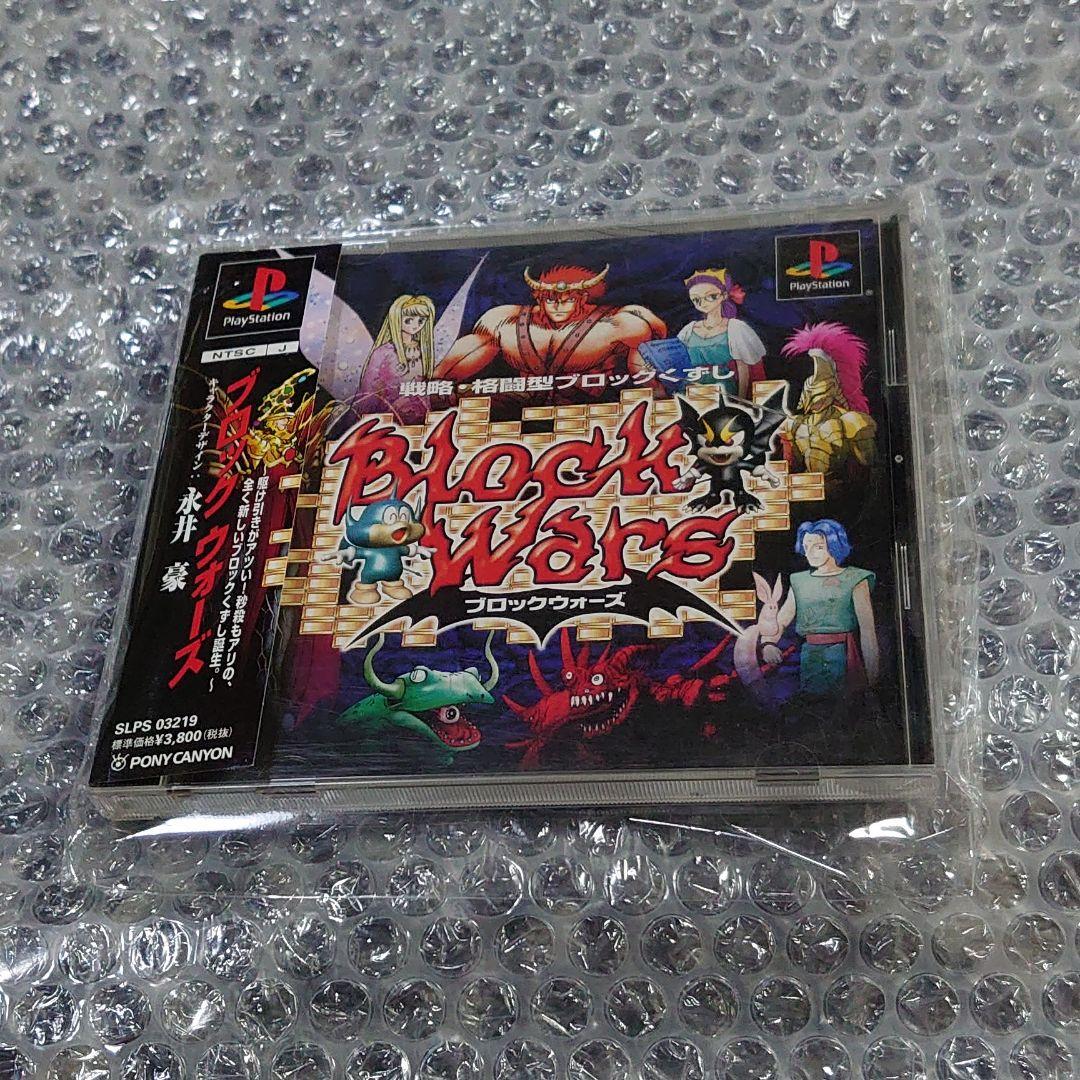 PlayStation
NTSC J
ブロック ウォーズ
キャラクターデザイン:永井 豪
駆け引きがアツい!秒殺もアリの、
全く新しいブロックくずし誕生。~
SLPS 03219
標準価格¥3,800(税抜)
PONY CANYON
PlayStation
戦略・格闘型ブロックくずし
Block
Wars
ブロックウォーズ